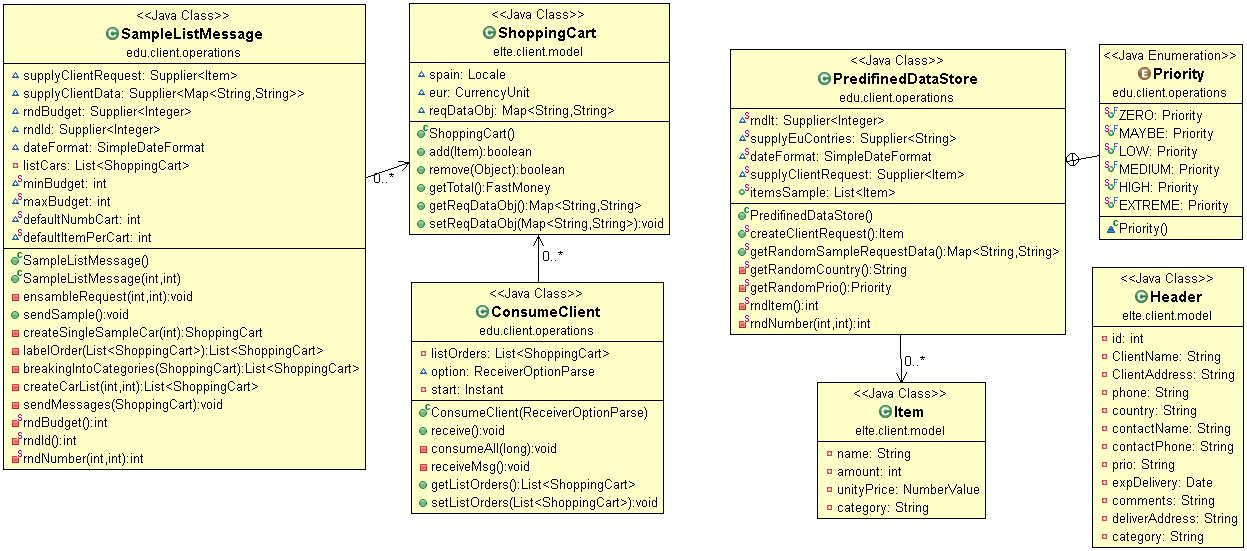 <<Java Class>>
SampleListMessage
edu.client.operations
supplyClientRequest: Supplier<Item>
supplyClientData: Supplier<Map<String,String>>
rndBudget: Supplier<Integer>
rndId: Supplier<Integer>
dateFormat: SimpleDateFormat
listCars: List<ShoppingCart>
minBudget: int
maxBudget: int
defaultNumbCart: int
defaultItemPerCart: int
SampleListMessage()
SampleListMessage(int,int)
ensambleRequest(int,int):void
sendSample():void
createSingleSampleCar(int):ShoppingCart
labelOrder(List<ShoppingCart>):List<ShoppingCart>
breakingIntoCategories(ShoppingCart):List<ShoppingCart>
createCarList(int,int):List<ShoppingCart>
sendMessages(ShoppingCart):void
rndBudget():int
rndId():int
rndNumber(int,int):int
0..*
<<Java Class>>
ShoppingCart
elte.client.model
spain: Locale
eur: CurrencyUnit
reqDataObj: Map<String,String>
ShoppingCart()
add(Item):boolean
remove(Object):boolean
getTotal():FastMoney
getReqDataObj():Map<String,String>
setReqDataObj(Map<String,String>):void
0..*
<<Java Class>>
ConsumeClient
edu.client.operations
listOrders: List<ShoppingCart>
option: ReceiverOptionParse
start: Instant
ConsumeClient(ReceiverOptionParse)
receive():void
consumeAll(long):void
receiveMsg():void
getListOrders():List<ShoppingCart>
setListOrders(List<ShoppingCart>):void
<<Java Class>>
PredifinedDataStore
edu.client.operations
rndIt: Supplier<Integer>
supplyEuContries: Supplier<String>
dateFormat: SimpleDateFormat
supplyClientRequest: Supplier<Item>
itemsSample: List<Item>
PredifinedDataStore()
createClientRequest():Item
getRandomSampleRequestData():Map<String,String>
getRandomCountry():String
getRandomPrio():Priority
rndItem():int
rndNumber(int,int):int
0..*
<<Java Class>>
Item
elte.client.model
name: String
amount: int
unityPrice: NumberValue
category: String
<<Java Enumeration>>
Priority
edu.client.operations
ZERO: Priority
MAYBE: Priority
LOW: Priority
MEDIUM: Priority
HIGH: Priority
EXTREME: Priority
Priority()
<<Java Class>>
Header
elte.client.model
id: int
ClientName: String
ClientAddress: String
phone: String
country: String
contactName: String
contactPhone: String
prio: String
expDelivery: Date
comments: String
deliverAddress: String
category: String